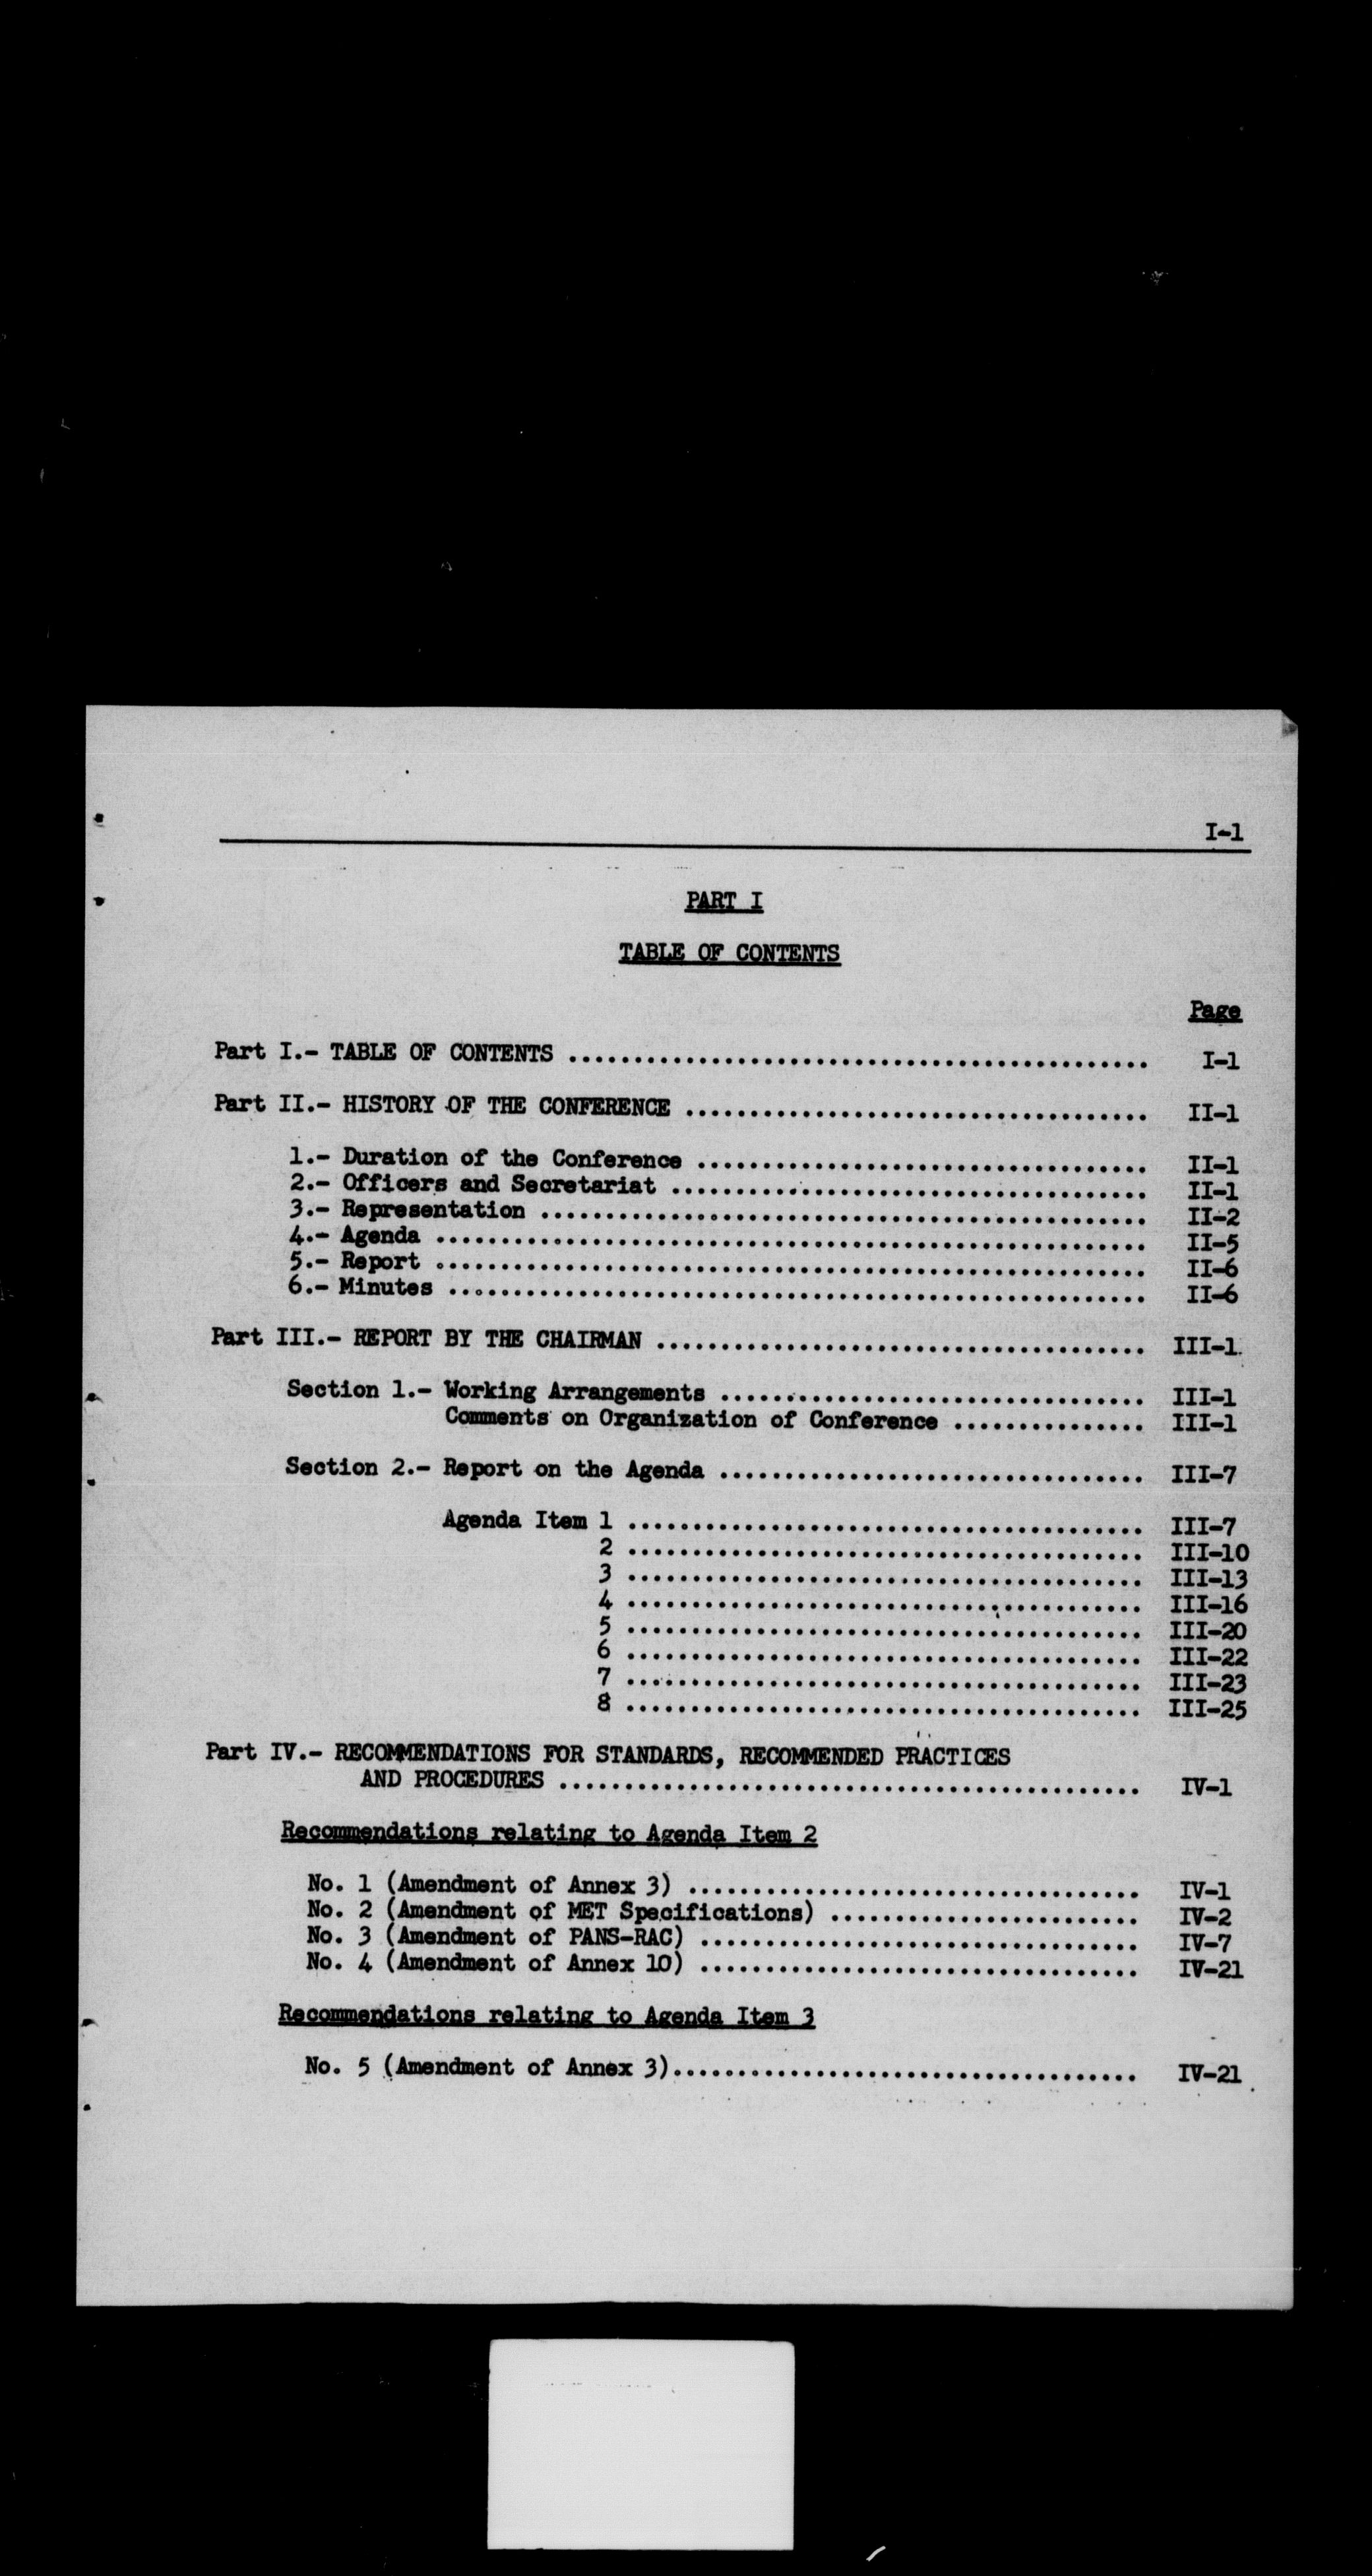 I-1
PART I
TABLE OF CONTENTS
Page
Part I.- TABLE OF CONTENTS ............................................. I-1
Part II.- HISTORY OF THE CONFERENCE .................................... II-1
1.- Duration of the Conference ................................... II-1
2.- Officers and Secretariat ..................................... II-1
3.- Representation ............................................... II-2
4.- Agenda ....................................................... II-5
5.- Report ....................................................... II-6
6.- Minutes ...................................................... II-6
Part III.- REPORT BY THE CHAIRMAN ...................................... III-1
Section 1.- Working Arrangements ................................. III-1
Comments on Organization of Conference ............... III-1
Section 2.- Report on the Agenda ................................. III-7
Agenda Item 1 ........................................ III-7
2 ........................................ III-10
3 ........................................ III-13
4 ........................................ III-16
5 ........................................ III-20
6 ........................................ III-22
7 ........................................ III-23
8 ........................................ III-25
Part IV.- RECOMMENDATIONS FOR STANDARDS, RECOMMENDED PRACTICES
AND PROCEDURES ............................................. IV-1
Recommendations relating to Agenda Item 2
No. 1 (Amendment of Annex 3) ................................... IV-1
No. 2 (Amendment of MET Specifications) ........................ IV-2
No. 3 (Amendment of PANS-RAC) .................................. IV-7
No. 4 (Amendment of Annex 10) .................................. IV-21
Recommendations relating to Agenda Item 3
No. 5 (Amendment of Annex 3).................................... IV-21